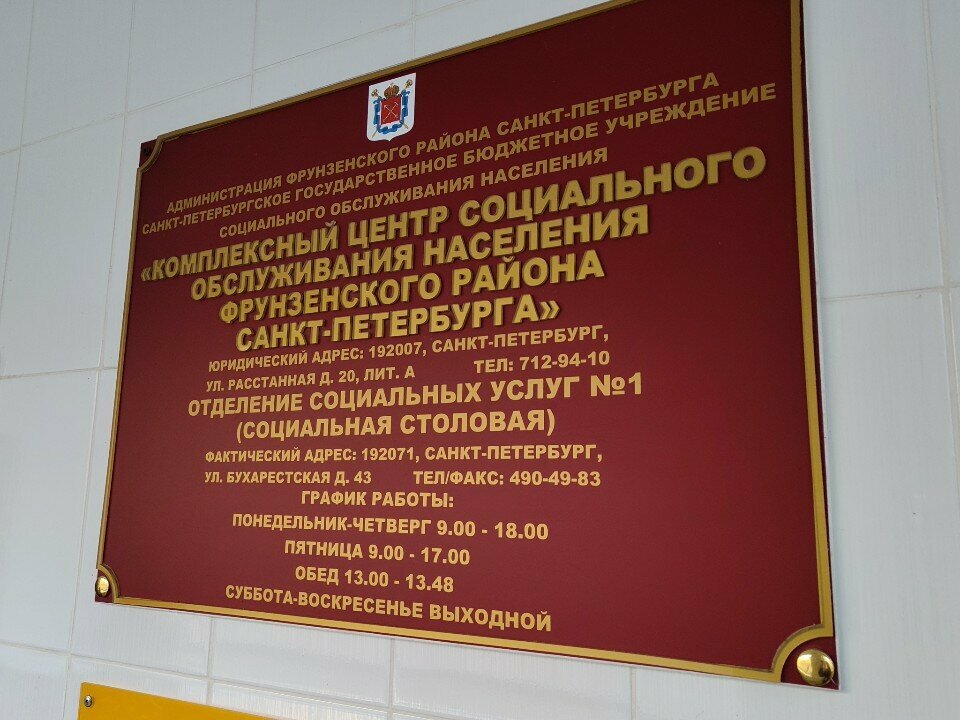 АДМИНИСТРАЦИЯ ФРУНЗЕНСКОГО РАЙОНА САНКТ-ПЕТЕРБУРГА
САНКТ-ПЕТЕРБУРГСКОЕ ГОСУДАРСТВЕННОЕ БЮДЖЕТНОЕ УЧРЕЖДЕНИЕ
СОЦИАЛЬНОГО ОБСЛУЖИВАНИЯ НАСЕЛЕНИЯ
«КОМПЛЕКСНЫЙ ЦЕНТР СОЦИАЛЬНОГО
ОБСЛУЖИВАНИЯ НАСЕЛЕНИЯ
ФРУНЗЕНСКОГО РАЙОНА
САНКТ-ПЕТЕРБУРГА»
ЮРИДИЧЕСКИЙ АДРЕС: 192007, САНКТ-ПЕТЕРБУРГ,
УЛ. РАССТАННАЯ Д. 20, ЛИТ. А ТЕЛ: 712-94-10
ОТДЕЛЕНИЕ СОЦИАЛЬНЫХ УСЛУГ №1
(СОЦИАЛЬНАЯ СТОЛОВАЯ)
ФАКТИЧЕСКИЙ АДРЕС: 192071, САНКТ-ПЕТЕРБУРГ,
УЛ. БУХАРЕСТСКАЯ Д. 43 ТЕЛ/ФАКС: 490-49-83
ГРАФИК РАБОТЫ:
ПОНЕДЕЛЬНИК-ЧЕТВЕРГ 9.00 - 18.00
ПЯТНИЦА 9.00 - 17.00
ОБЕД 13.00 - 13.48
СУББОТА-ВОСКРЕСЕНЬЕ ВЫХОДНОЙ